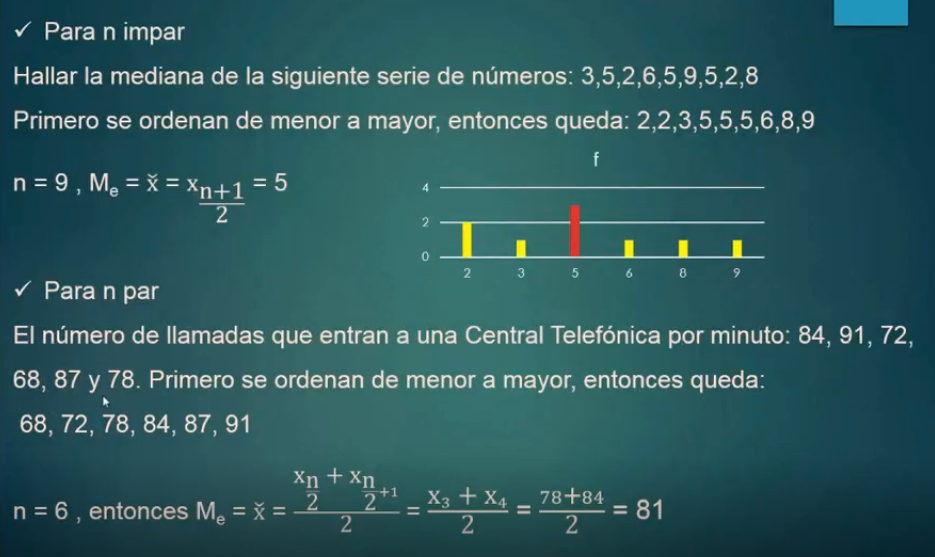 ✓ Para n impar
Hallar la mediana de la siguiente serie de números: 3,5,2,6,5,9,5,2,8
Primero se ordenan de menor a mayor, entonces queda: 2,2,3,5,5,5,6,8,9
n = 9 , Mₑ = x̌ = x_((n+1)/2) = 5
f
4
2
0
2 3 5 6 8 9
✓ Para n par
El número de llamadas que entran a una Central Telefónica por minuto: 84, 91, 72,
68, 87 y 78. Primero se ordenan de menor a mayor, entonces queda:
68, 72, 78, 84, 87, 91
n = 6 , entonces Mₑ = x̌ = (x_(n/2) + x_(n/2 +1))/2 = (x₃ + x₄)/2 = (78+84)/2 = 81